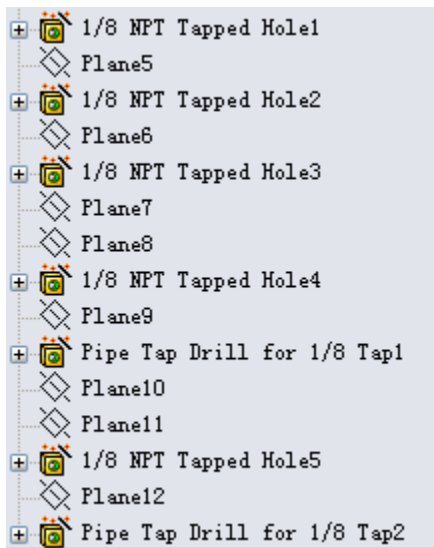 1/8 NPT Tapped Hole1
Plane5
1/8 NPT Tapped Hole2
Plane6
1/8 NPT Tapped Hole3
Plane7
Plane8
1/8 NPT Tapped Hole4
Plane9
Pipe Tap Drill for 1/8 Tap1
Plane10
Plane11
1/8 NPT Tapped Hole5
Plane12
Pipe Tap Drill for 1/8 Tap2